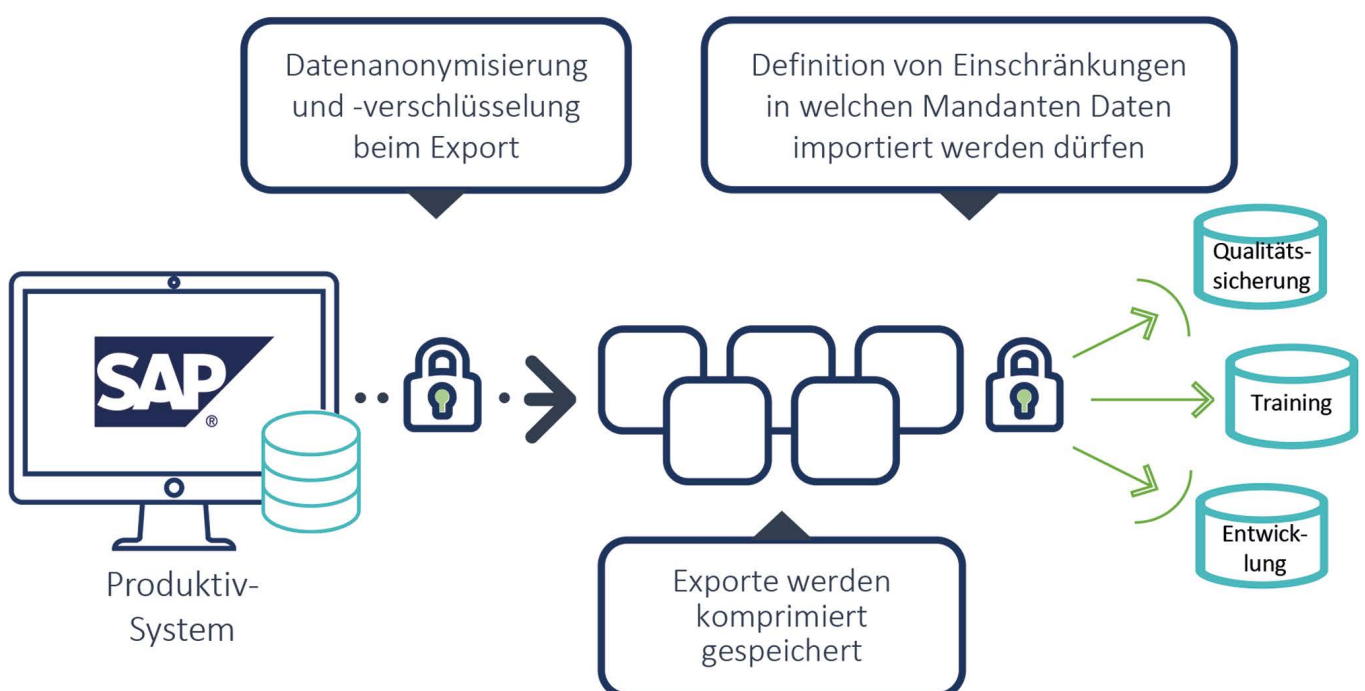 Datenanonymisierung
und -verschlüsselung
beim Export
Definition von Einschränkungen
in welchen Mandanten Daten
importiert werden dürfen
SAP
®
Produktiv-
System
Exporte werden
komprimiert
gespeichert
Qualitäts-
sicherung
Training
Entwick-
lung